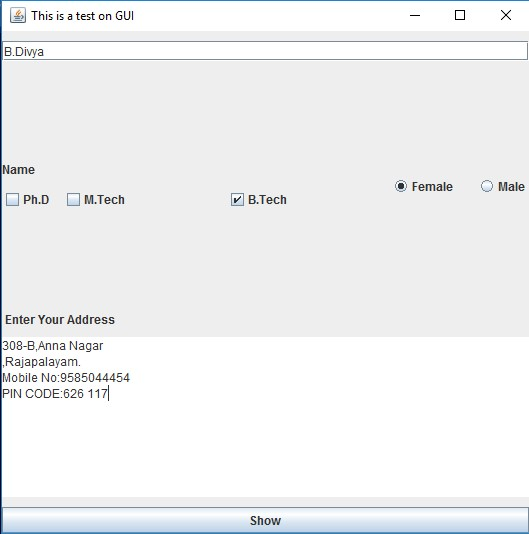 This is a test on GUI
B.Divya
Name
Female Male
Ph.D M.Tech B.Tech
Enter Your Address
308-B,Anna Nagar
,Rajapalayam.
Mobile No:9585044454
PIN CODE:626 117
Show